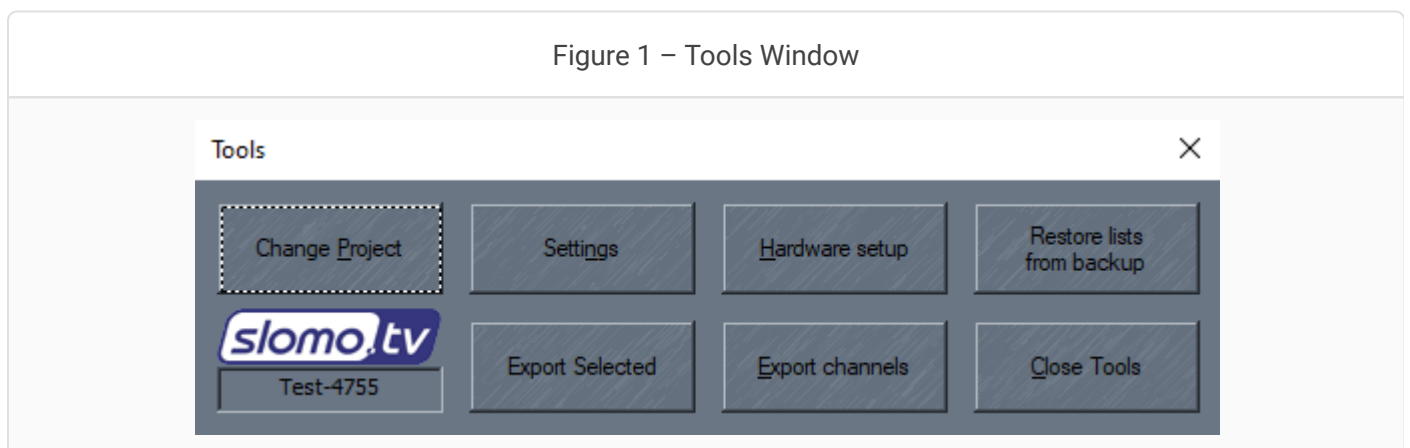 Figure 1 – Tools Window
Tools
Change Project
Settings
Hardware setup
Restore lists
from backup
slomo.tv
Test-4755
Export Selected
Export channels
Close Tools